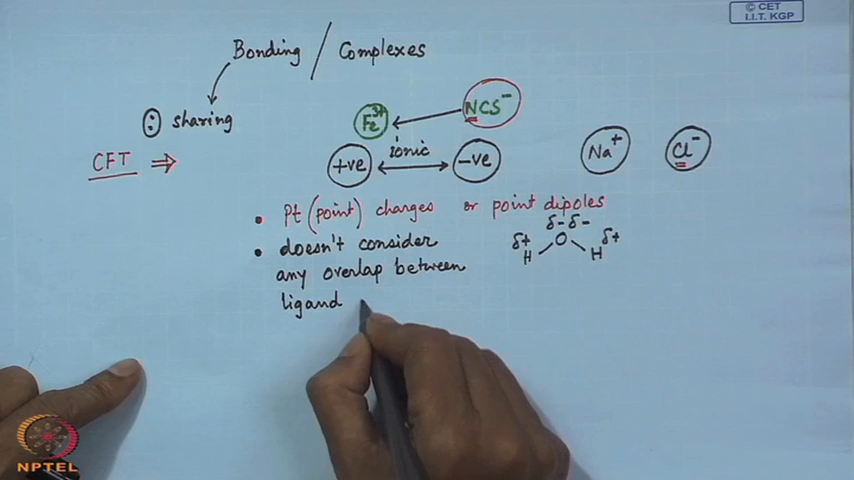 © CET
I.I.T. KGP
Bonding / Complexes
: sharing
Fe3+
NCS−
CFT ⇒
ionic
+ve
−ve
Na+
Cl−
• Pt (point) charges or point dipoles
• doesn't consider
any overlap between
ligand
δ− δ−
δ+ O δ+
H H
NPTEL